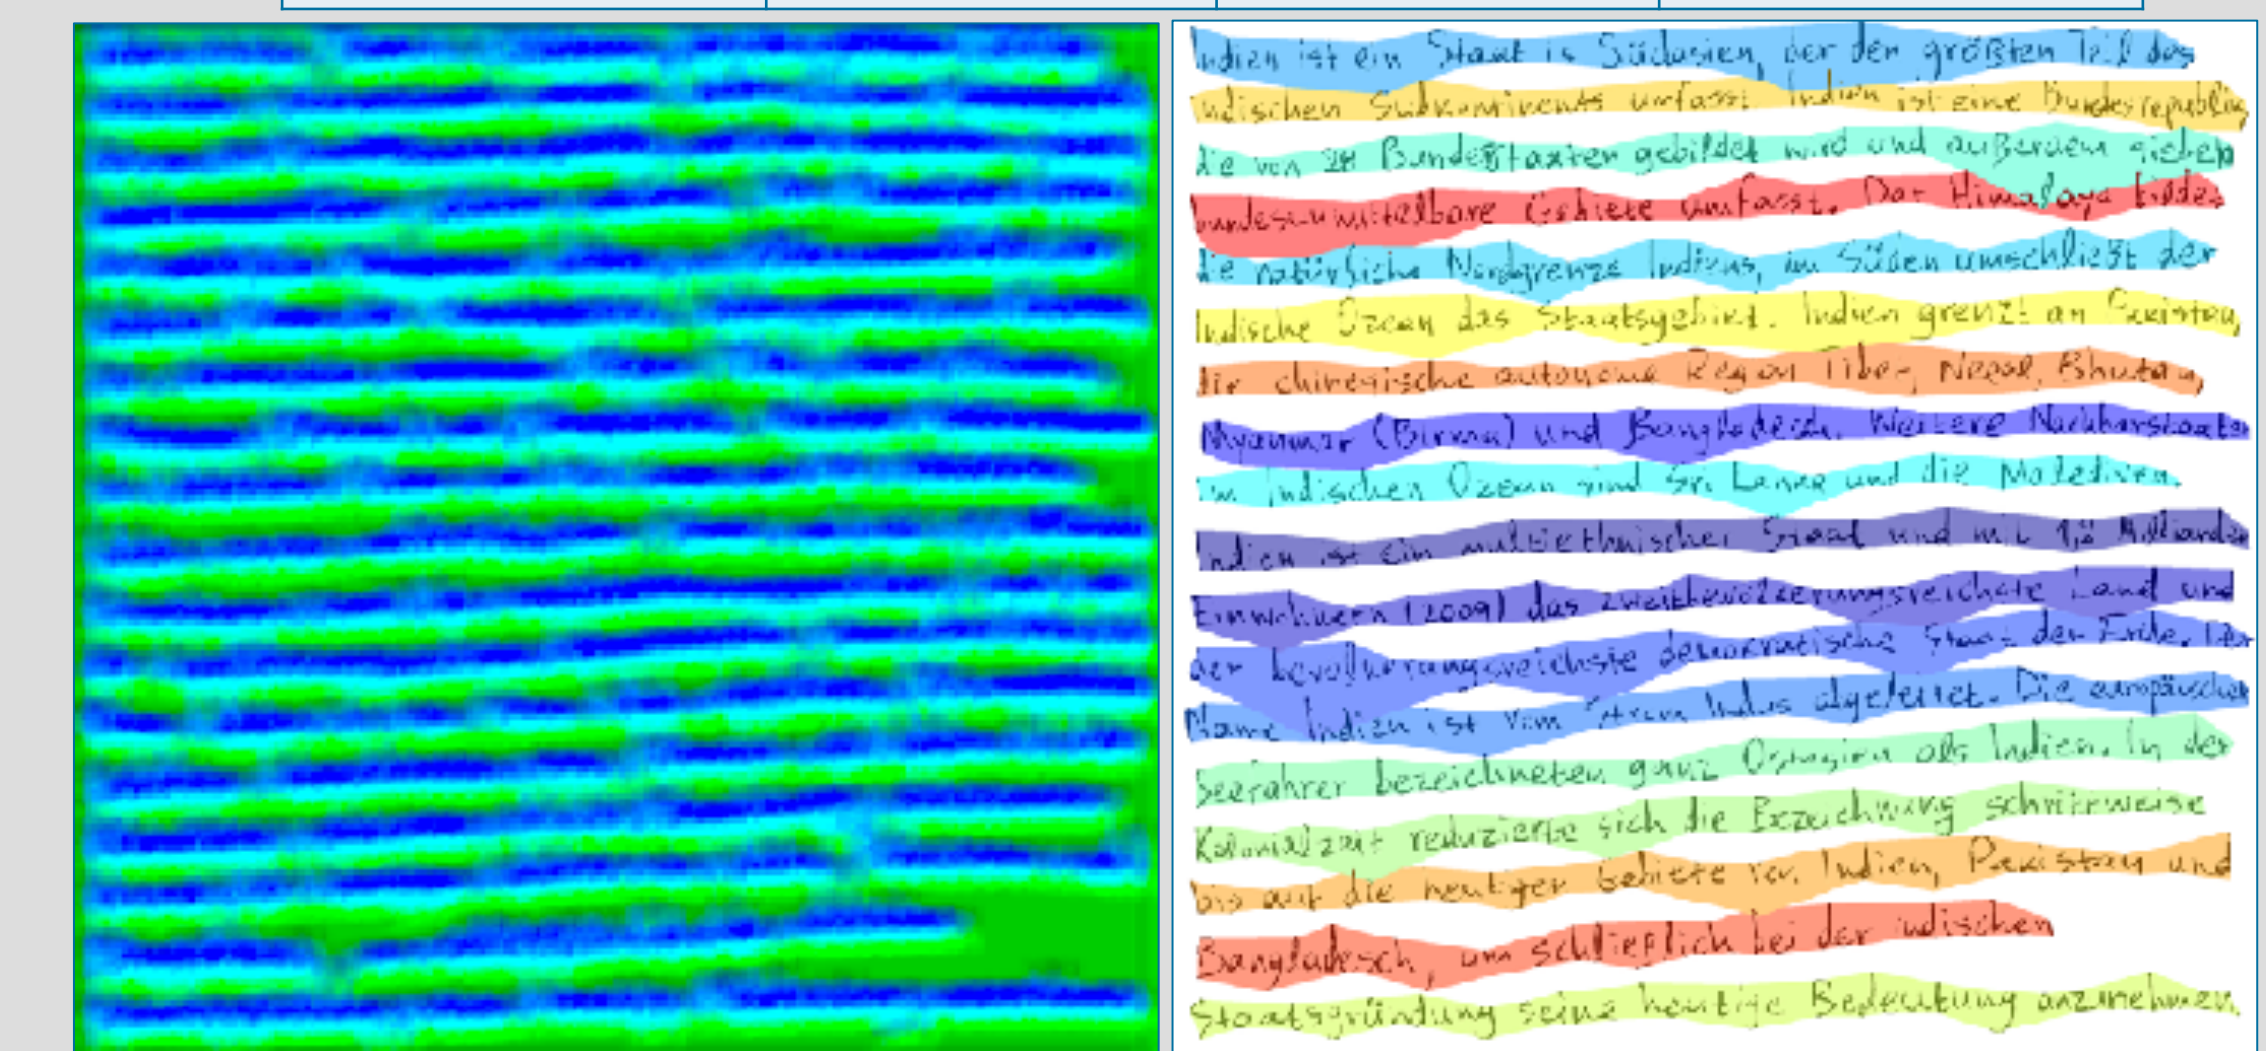 Indien ist ein Staat in Südasien, der den größten Teil des
indischen Subkontinents umfasst. Indien ist eine Bundesrepublik,
die von 28 Bundesstaaten gebildet wird und außerdem sieben
bundesunmittelbare Gebiete umfasst. Der Himalaya bildet
die natürliche Nordgrenze Indiens, im Süden umschließt der
Indische Ozean das Staatsgebiet. Indien grenzt an Pakistan,
die chinesische autonome Region Tibet, Nepal, Bhutan,
Myanmar (Birma) und Bangladesch. Weitere Nachbarstaaten
im Indischen Ozean sind Sri Lanka und die Malediven.
Indien ist ein multiethnischer Staat und mit 1,2 Milliarden
Einwohnern (2009) das zweitbevölkerungsreichste Land und
der bevölkerungsreichste demokratische Staat der Erde. Der
Name Indien ist vom Strom Indus abgeleitet. Die europäischen
Seefahrer bezeichneten ganz Ostasien als Indien. In der
Kolonialzeit reduzierte sich die Bezeichnung schrittweise
bis auf die heutigen Gebiete von Indien, Pakistan und
Bangladesch, um schließlich bei der indischen
Staatsgründung seine heutige Bedeutung anzunehmen.